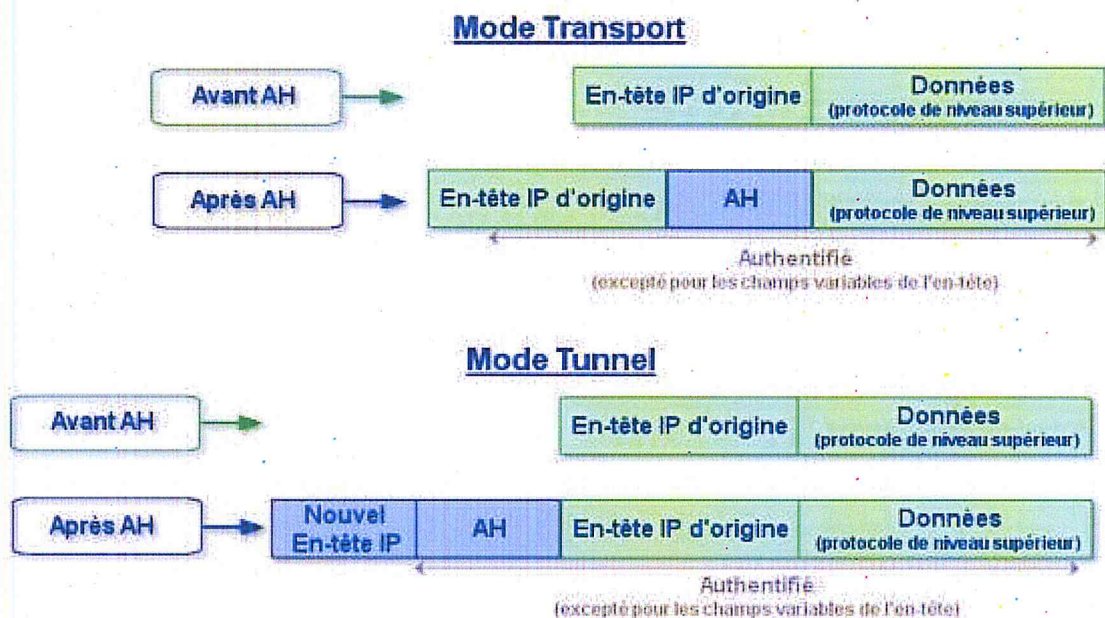 Mode Transport
Avant AH
En-tête IP d'origine
Données
(protocole de niveau supérieur)
Après AH
En-tête IP d'origine
AH
Données
(protocole de niveau supérieur)
Authentifié
(excepté pour les champs variables de l'en-tête)
Mode Tunnel
Avant AH
En-tête IP d'origine
Données
(protocole de niveau supérieur)
Après AH
Nouvel
En-tête IP
AH
En-tête IP d'origine
Données
(protocole de niveau supérieur)
Authentifié
(excepté pour les champs variables de l'en-tête)